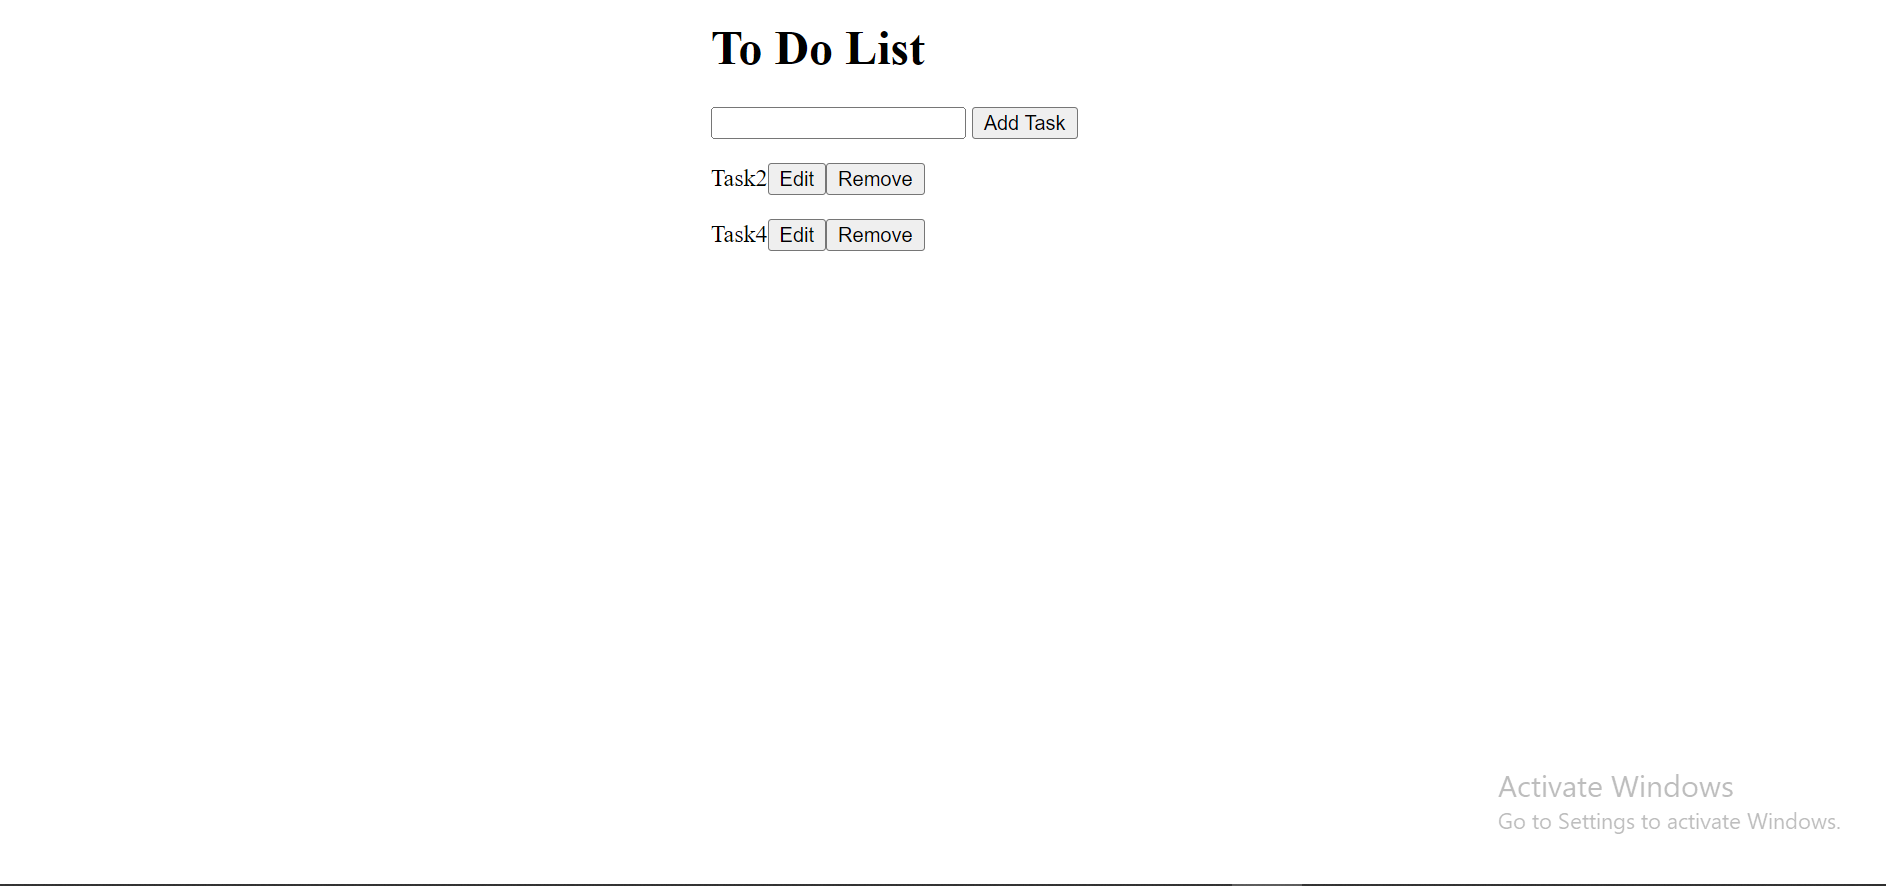 To Do List
Add Task
Task2 Edit Remove
Task4 Edit Remove
Activate Windows
Go to Settings to activate Windows.